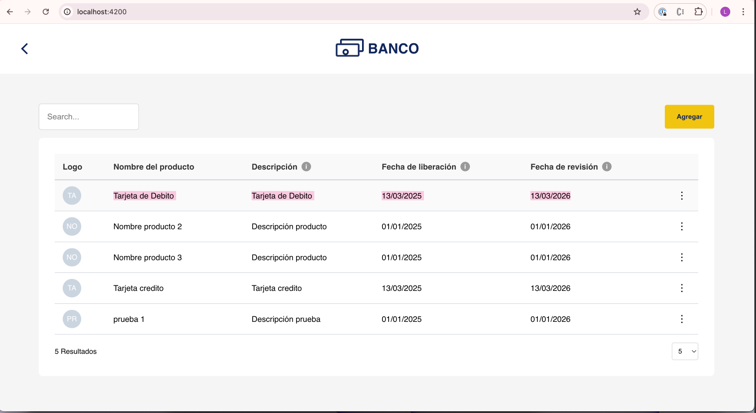 localhost:4200
L
BANCO
Search...
Agregar
Logo Nombre del producto Descripción i Fecha de liberación i Fecha de revisión i
TA Tarjeta de Debito Tarjeta de Debito 13/03/2025 13/03/2026
NO Nombre producto 2 Descripción producto 01/01/2025 01/01/2026
NO Nombre producto 3 Descripción producto 01/01/2025 01/01/2026
TA Tarjeta credito Tarjeta credito 13/03/2025 13/03/2026
PR prueba 1 Descripción prueba 01/01/2025 01/01/2026
5 Resultados 5